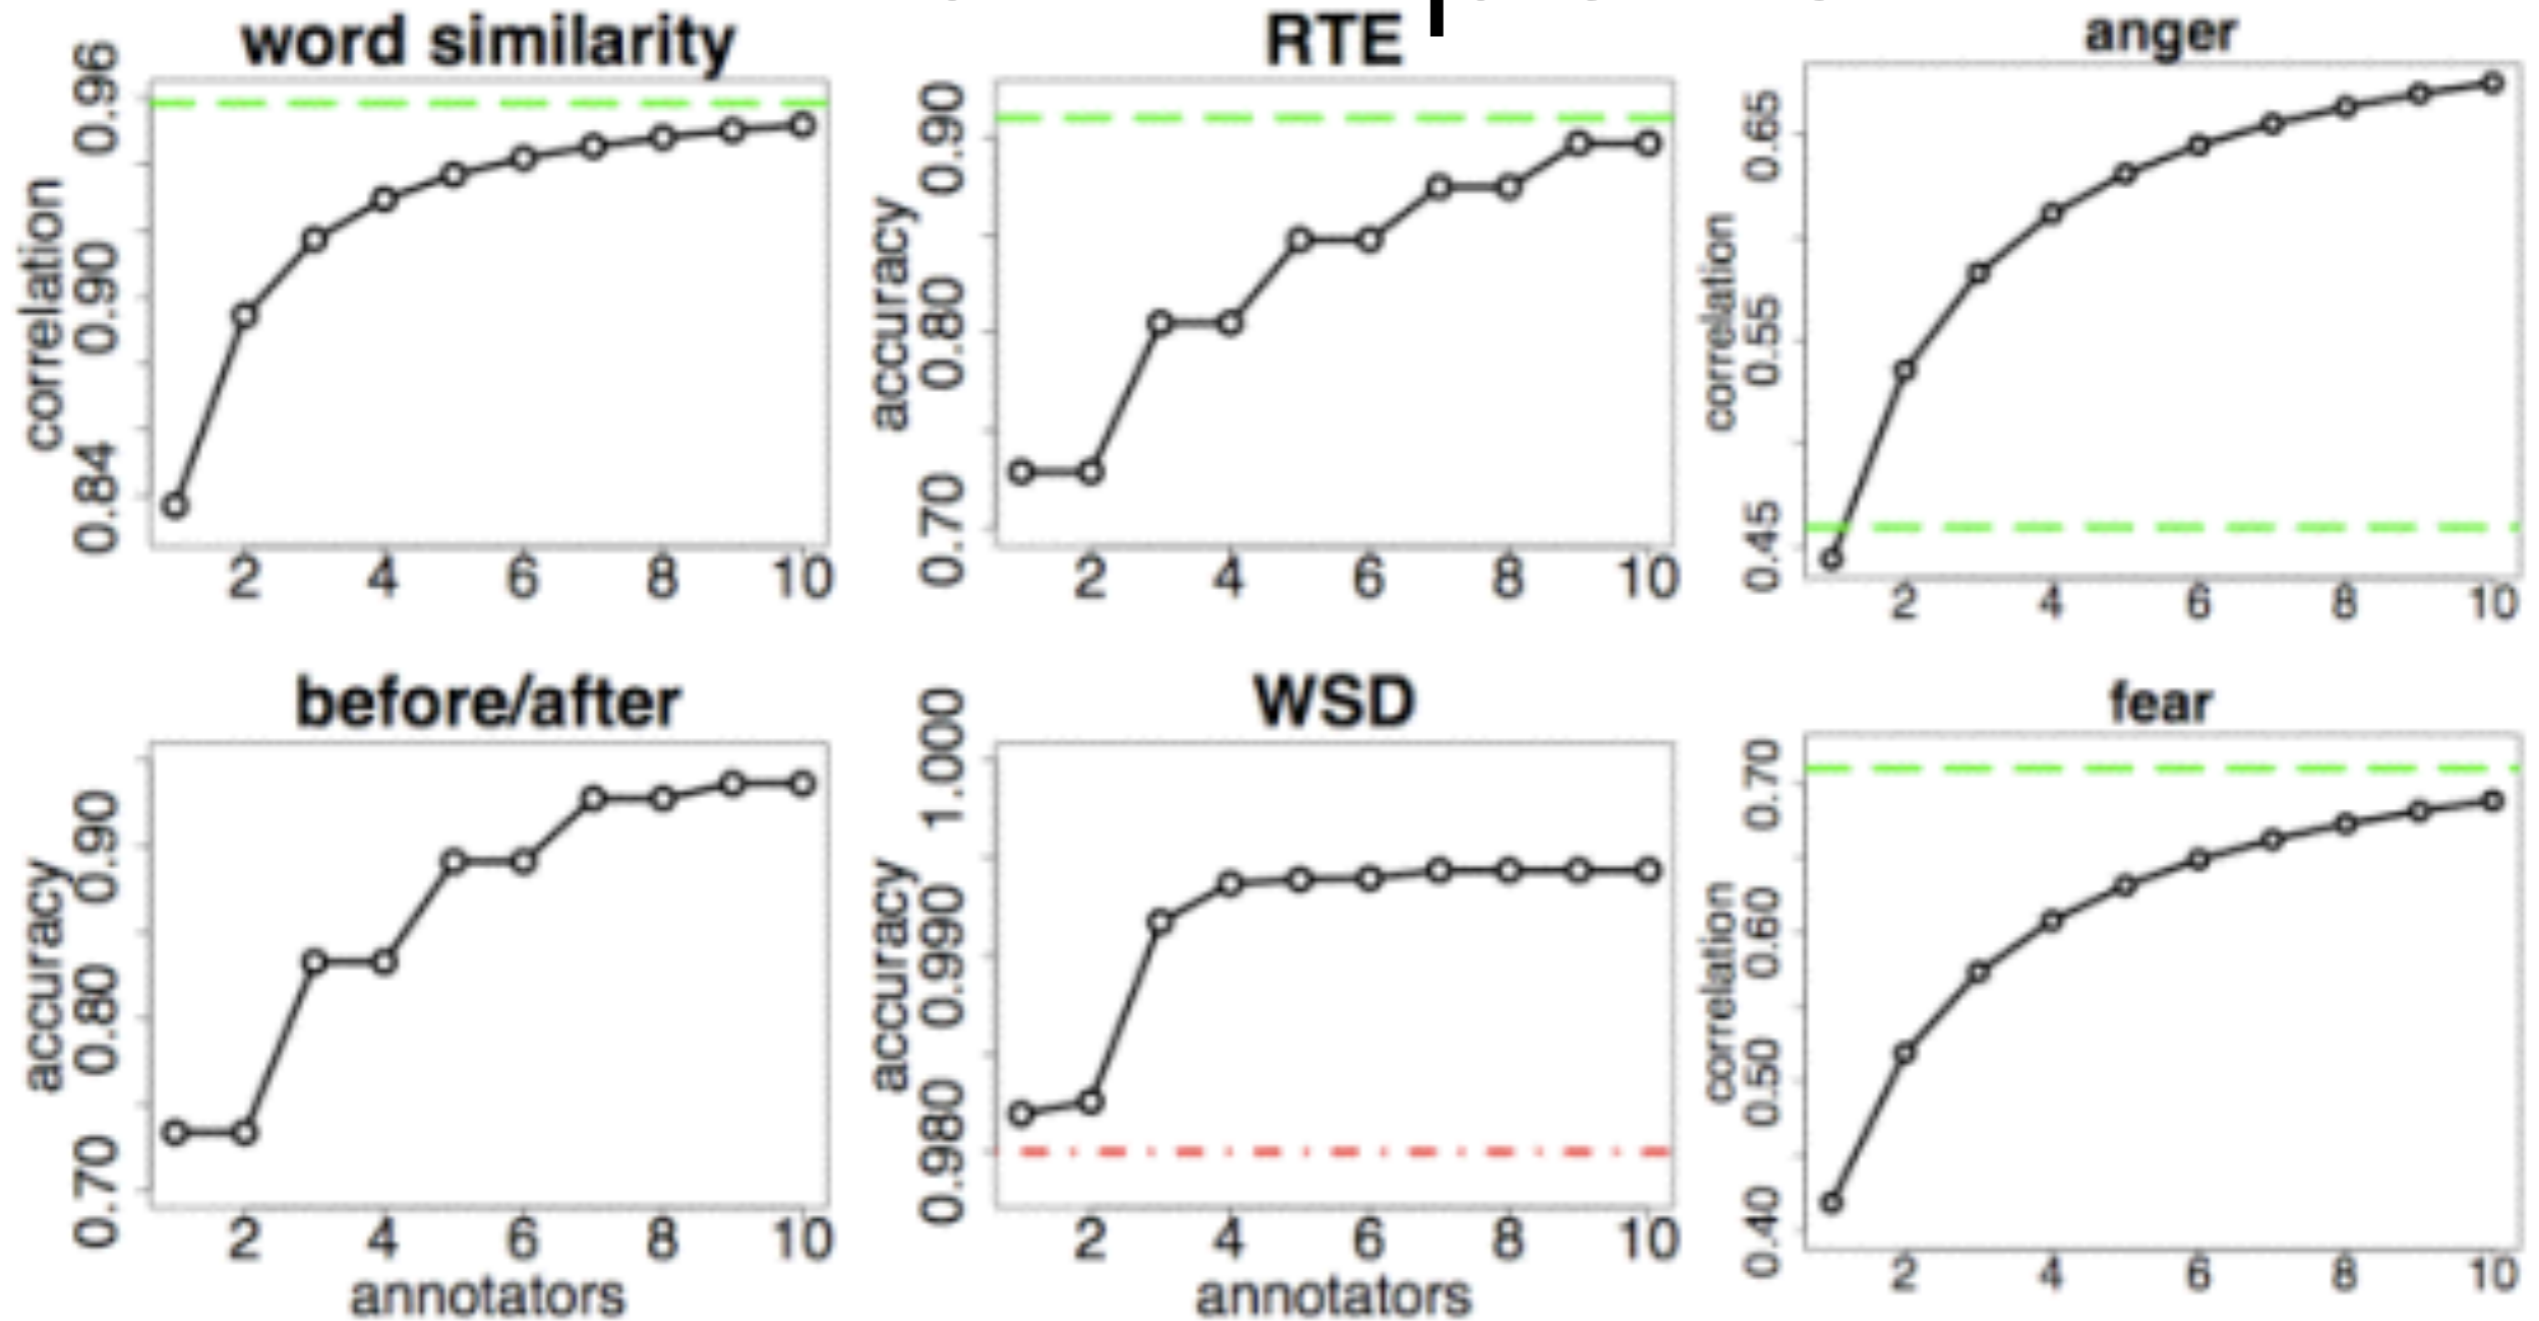 word similarity
correlation
0.84 0.90 0.96
2 4 6 8 10
RTE
accuracy
0.70 0.80 0.90
2 4 6 8 10
anger
correlation
0.45 0.55 0.65
2 4 6 8 10
before/after
accuracy
0.70 0.80 0.90
2 4 6 8 10
annotators
WSD
accuracy
0.980 0.990 1.000
2 4 6 8 10
annotators
fear
correlation
0.40 0.50 0.60 0.70
2 4 6 8 10